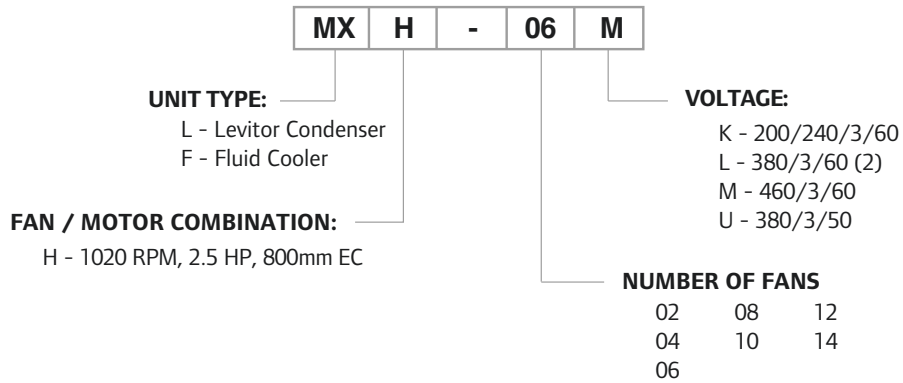 MX H - 06 M
UNIT TYPE:
L - Levitor Condenser
F - Fluid Cooler
FAN / MOTOR COMBINATION:
H - 1020 RPM, 2.5 HP, 800mm EC
VOLTAGE:
K - 200/240/3/60
L - 380/3/60 (2)
M - 460/3/60
U - 380/3/50
NUMBER OF FANS
02 08 12
04 10 14
06